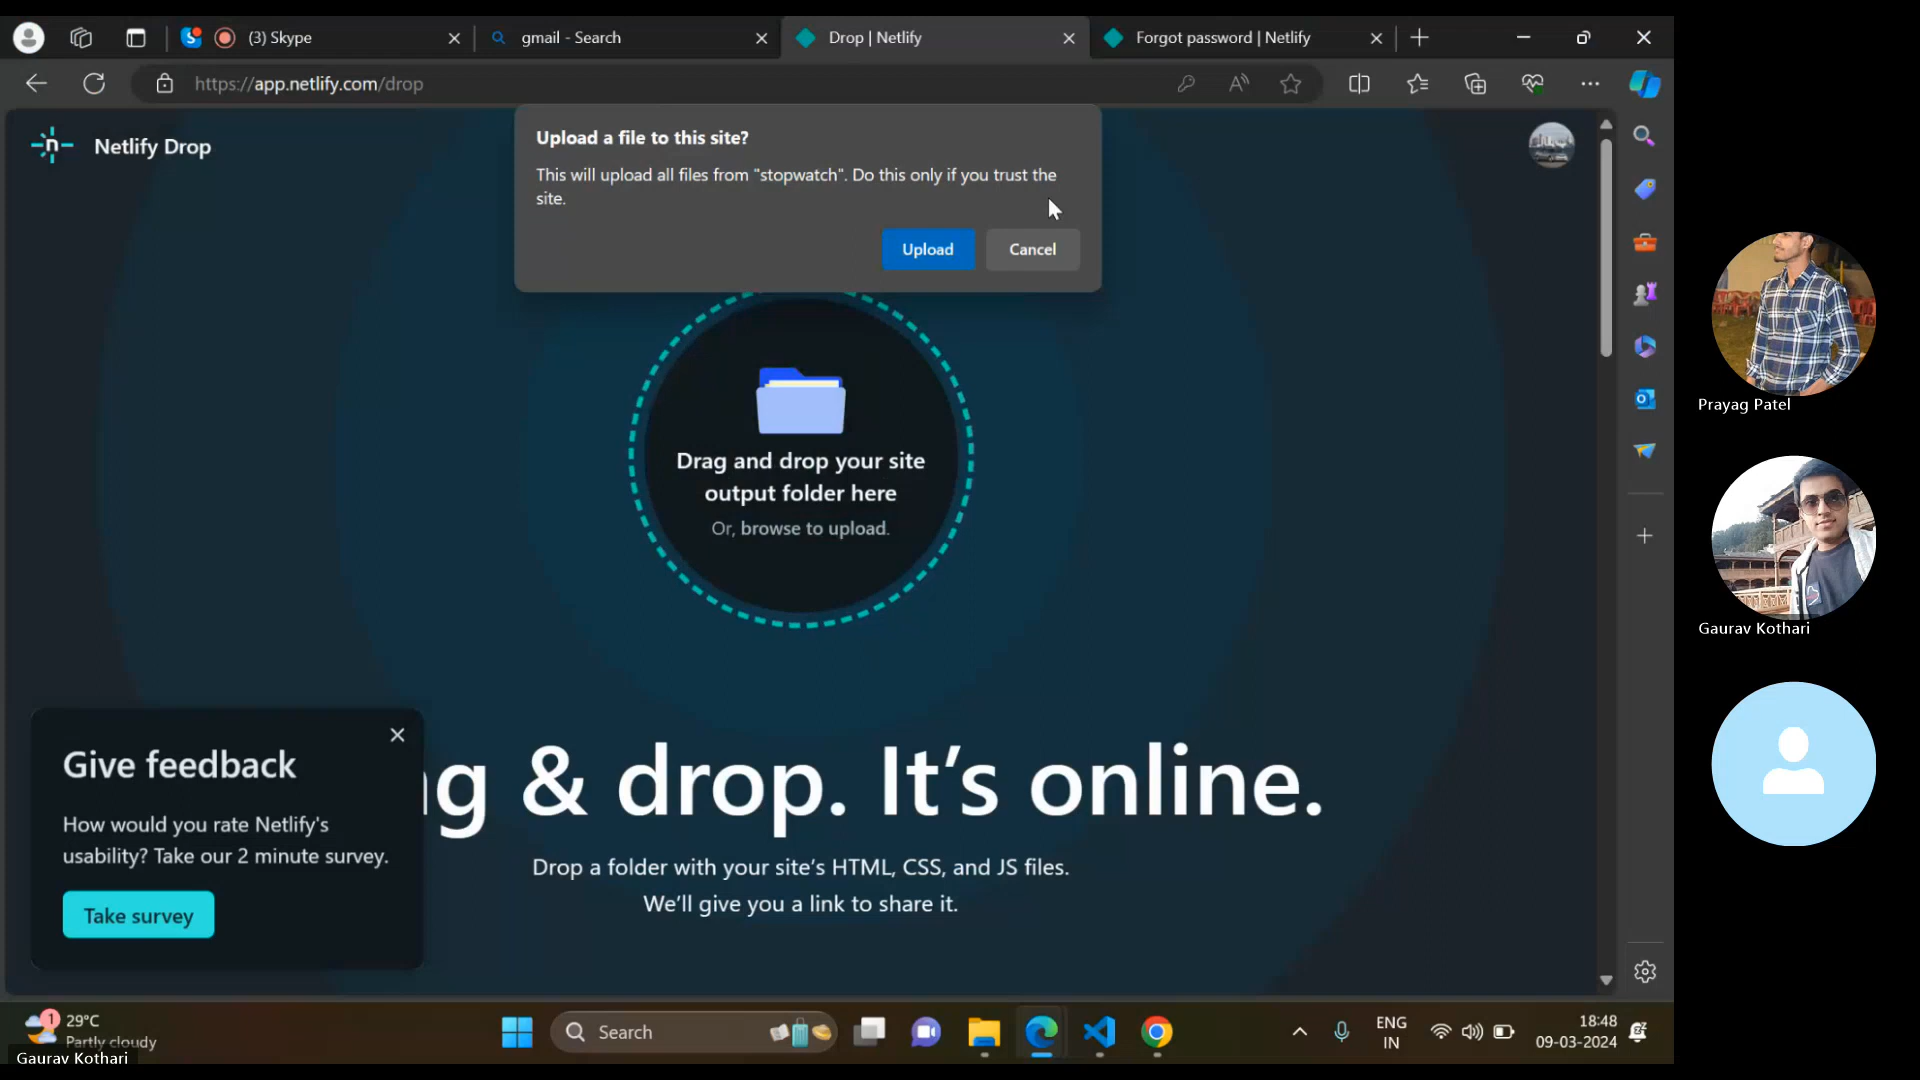 (3) Skype
gmail - Search
Drop | Netlify
Forgot password | Netlify
https://app.netlify.com/drop
Netlify Drop
Upload a file to this site?
This will upload all files from "stopwatch". Do this only if you trust the
site.
Upload
Cancel
Drag and drop your site
output folder here
Or, browse to upload.
Give feedback
How would you rate Netlify's
usability? Take our 2 minute survey.
Take survey
g & drop. It's online.
Drop a folder with your site's HTML, CSS, and JS files.
We'll give you a link to share it.
Prayag Patel
Gaurav Kothari
1
29°C
Partly cloudy
Search
ENG
IN
18:48
09-03-2024
Gaurav Kothari